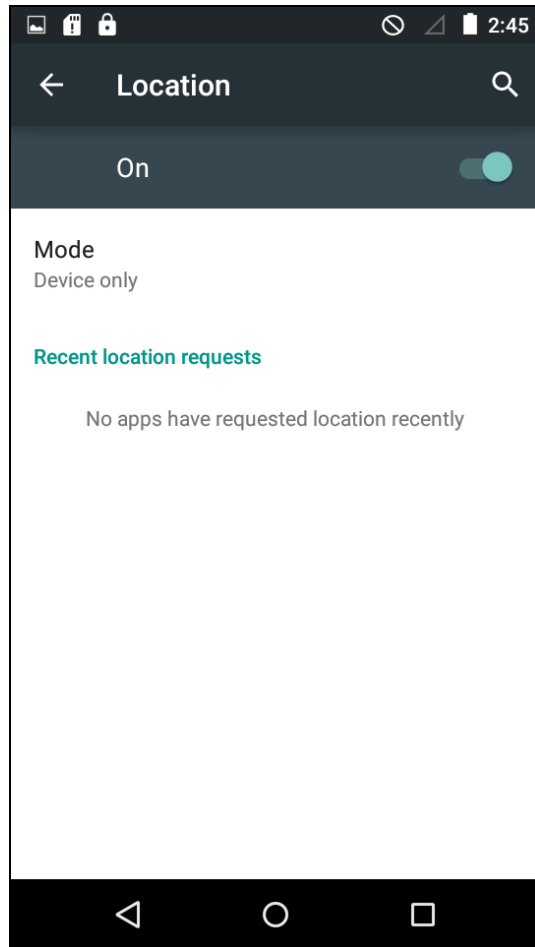 2:45
Location
On
Mode
Device only
Recent location requests
No apps have requested location recently